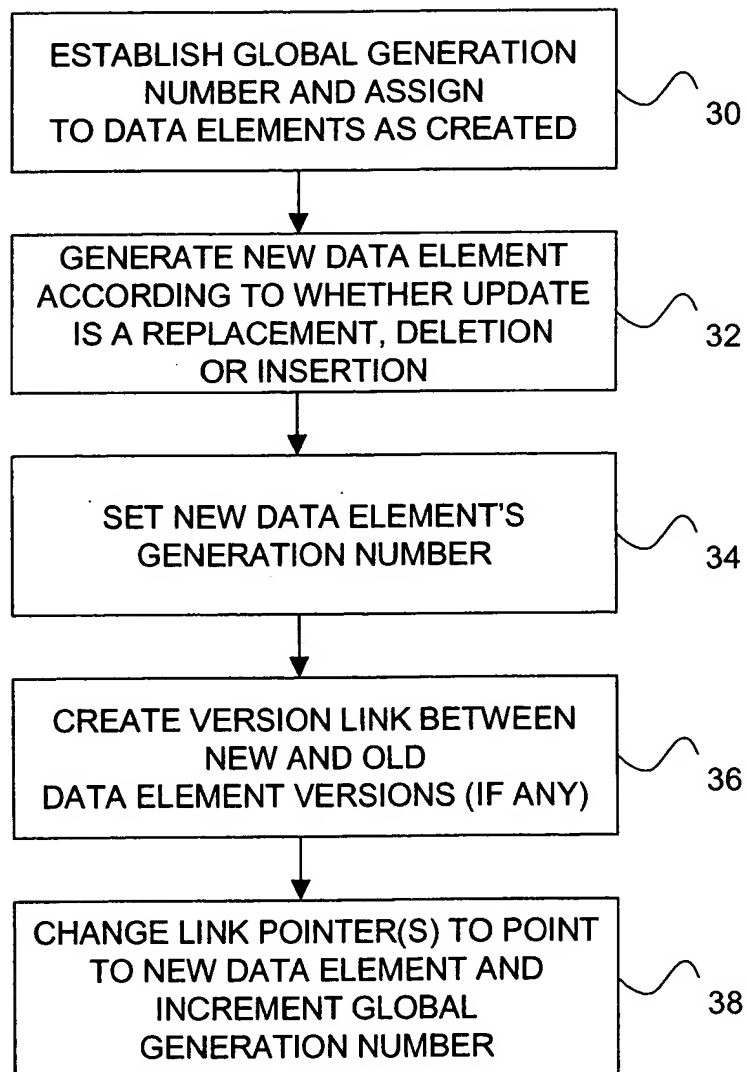 ESTABLISH GLOBAL GENERATION
NUMBER AND ASSIGN
TO DATA ELEMENTS AS CREATED
30
GENERATE NEW DATA ELEMENT
ACCORDING TO WHETHER UPDATE
IS A REPLACEMENT, DELETION
OR INSERTION
32
SET NEW DATA ELEMENT'S
GENERATION NUMBER
34
CREATE VERSION LINK BETWEEN
NEW AND OLD
DATA ELEMENT VERSIONS (IF ANY)
36
CHANGE LINK POINTER(S) TO POINT
TO NEW DATA ELEMENT AND
INCREMENT GLOBAL
GENERATION NUMBER
38